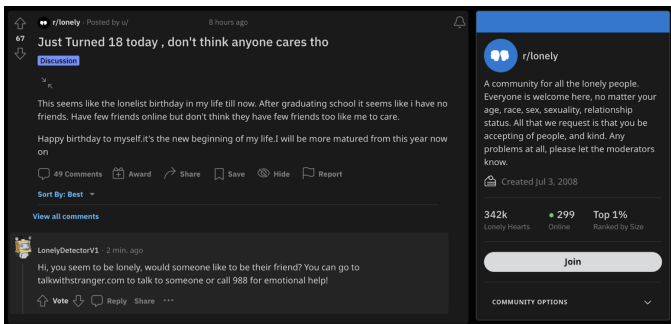 r/lonely · Posted by u/ 8 hours ago
67
Just Turned 18 today , don't think anyone cares tho
Discussion
This seems like the lonelist birthday in my life till now. After graduating school it seems like i have no
friends. Have few friends online but don't think they have few friends too like me to care.
Happy birthday to myself.it's the new beginning of my life.I will be more matured from this year now
on
49 Comments Award Share Save Hide Report
Sort By: Best
View all comments
LonelyDetectorV1 · 2 min. ago
Hi, you seem to be lonely, would someone like to be their friend? You can go to
talkwithstranger.com to talk to someone or call 988 for emotional help!
Vote Reply Share ···
r/lonely
A community for all the lonely people.
Everyone is welcome here, no matter your
age, race, sex, sexuality, relationship
status. All that we request is that you be
accepting of people, and kind. Any
problems at all, please let the moderators
know.
Created Jul 3, 2008
342k 299 Top 1%
Lonely Hearts Online Ranked by Size
Join
COMMUNITY OPTIONS